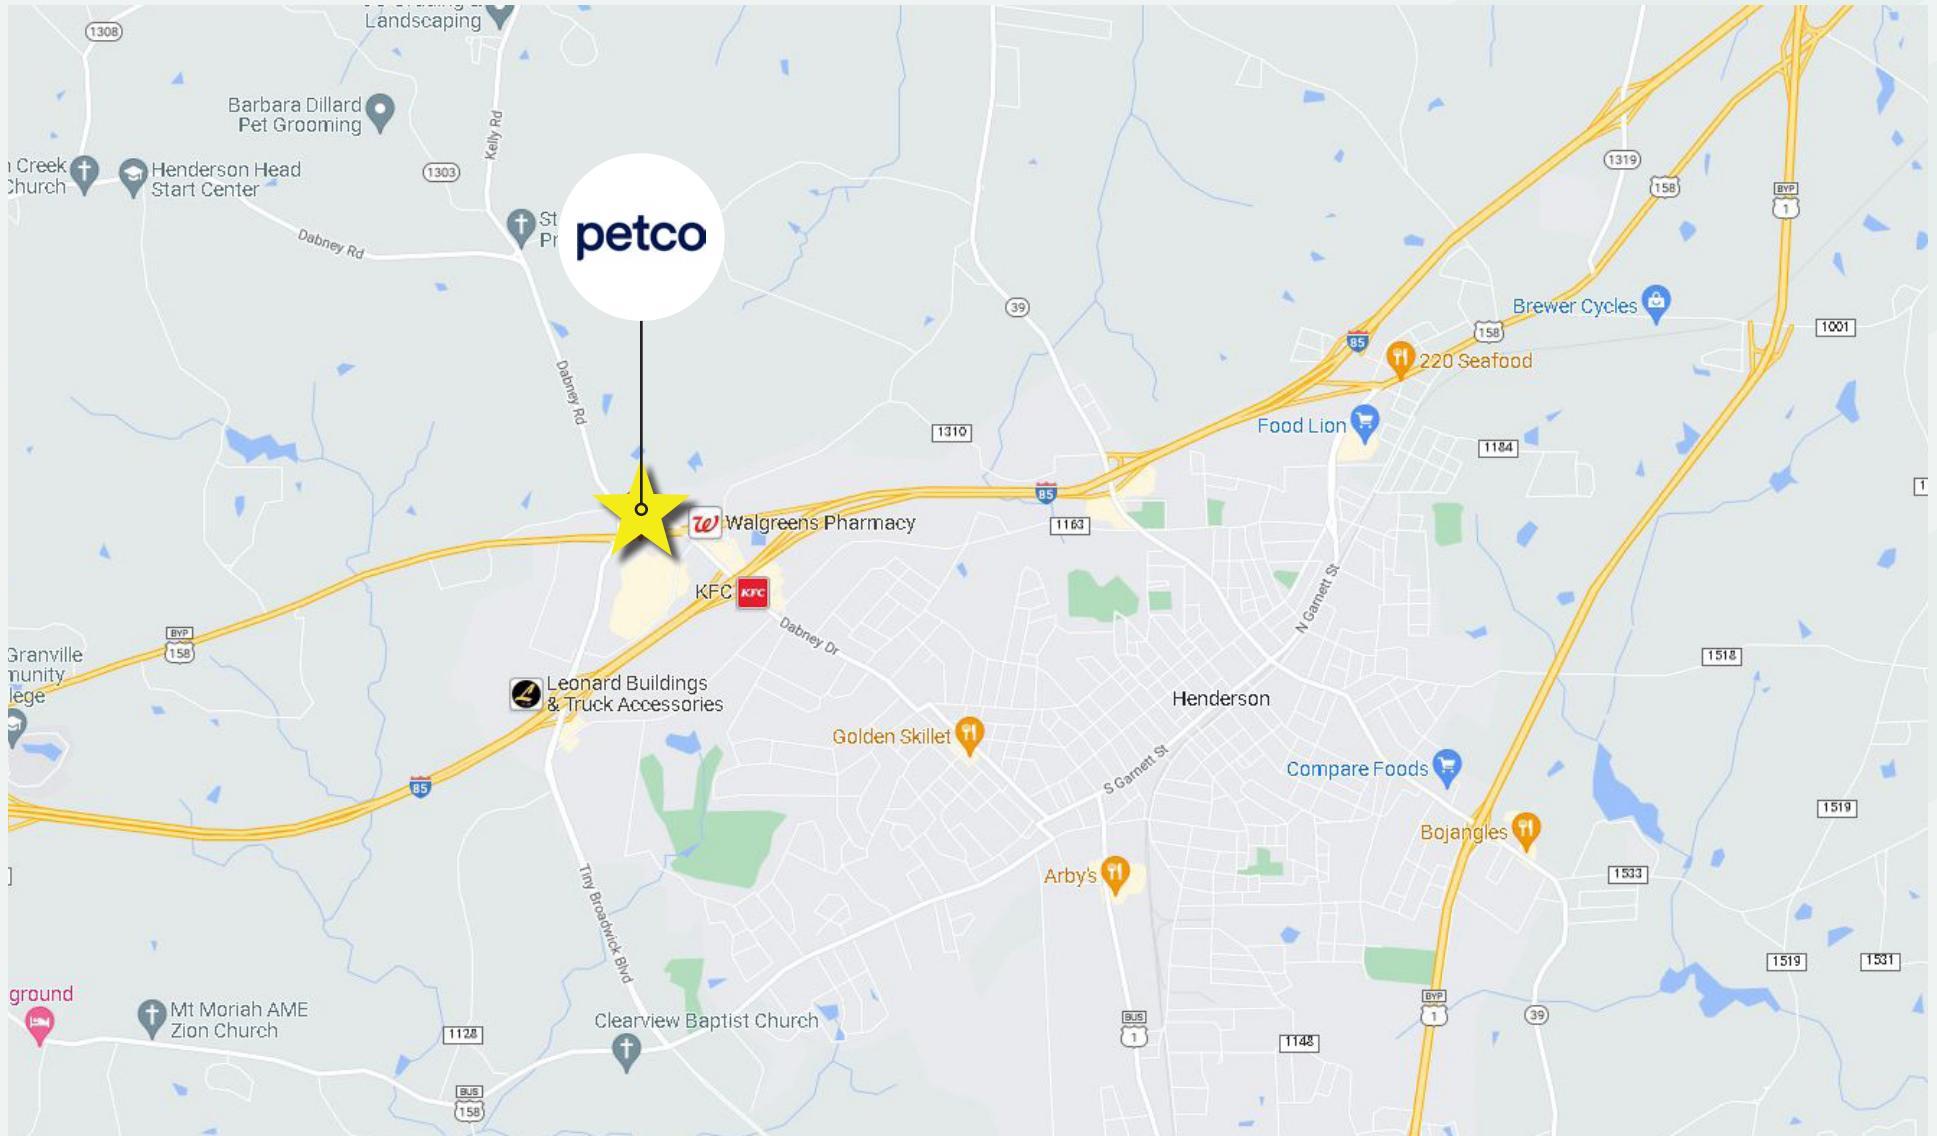 Landscaping
1308
Barbara Dillard
Pet Grooming
Kelly Rd
Creek
Church
Henderson Head
Start Center
1303
1319
158
BYP
1
St
Pr
petco
Dabney Rd
39
Brewer Cycles
158
1001
85
220 Seafood
Dabney Rd
Food Lion
1310
1184
85
1
Walgreens Pharmacy
1163
KFC
KFC
N Garnett St
Dabney Dr
BYP
158
Granville
munity
lege
1518
Leonard Buildings
& Truck Accessories
Henderson
Golden Skillet
S Garnett St
Compare Foods
85
1519
Bojangles
Arby's
1533
Tiny Broadwick Blvd
1519
1531
ground
Mt Moriah AME
Zion Church
Clearview Baptist Church
1128
BUS
1
BYP
1
39
1148
BUS
158